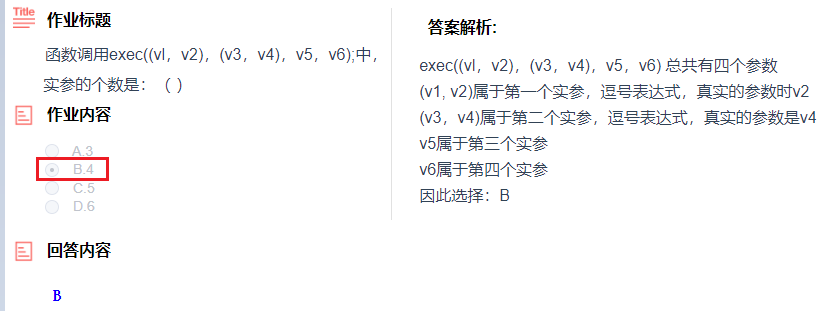 Title
作业标题
函数调用exec((vl，v2)，(v3，v4)，v5，v6);中，
实参的个数是：（ ）
作业内容
A.3
B.4
C.5
D.6
回答内容
B
答案解析:
exec((vl，v2)，(v3，v4)，v5，v6) 总共有四个参数
(v1, v2)属于第一个实参，逗号表达式，真实的参数时v2
(v3，v4)属于第二个实参，逗号表达式，真实的参数是v4
v5属于第三个实参
v6属于第四个实参
因此选择：B